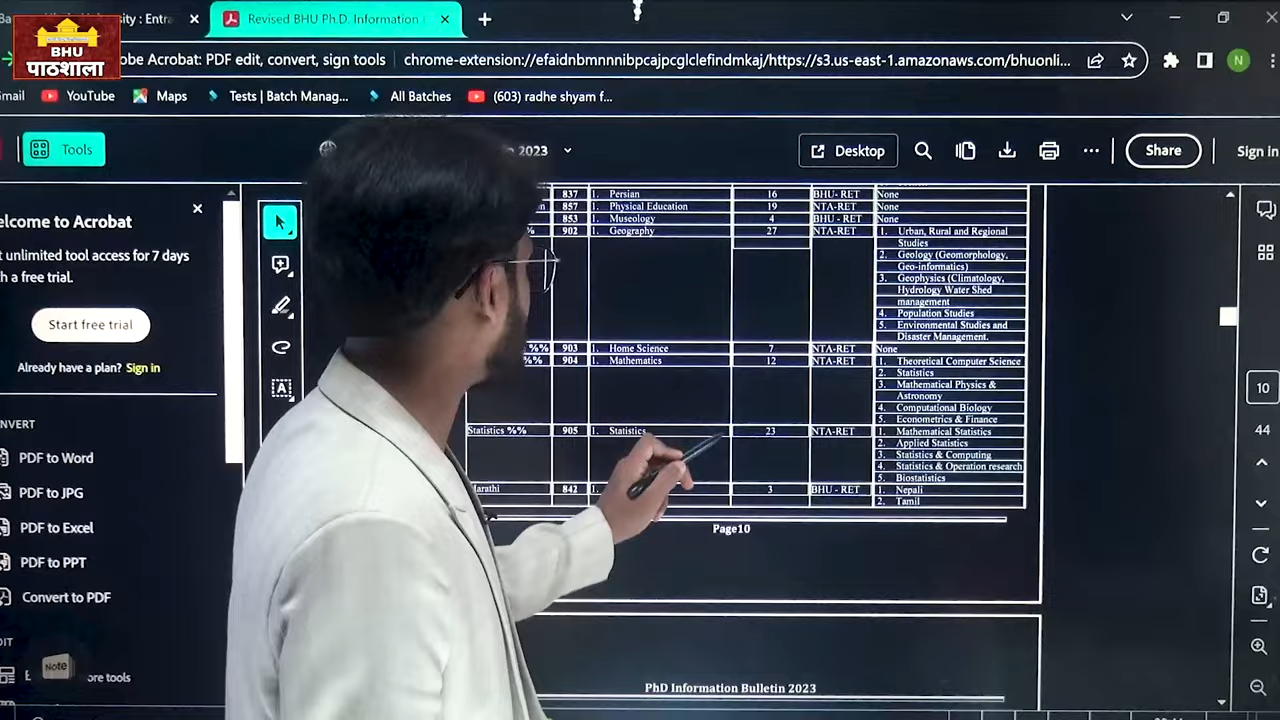 University : Entra
Revised BHU Ph.D. Information
BHU
पाठशाला
obe Acrobat: PDF edit, convert, sign tools
chrome-extension://efaidnbmnnnibpcajpcglclefindmkaj/https://s3.us-east-1.amazonaws.com/bhuonli...
N
Gmail
YouTube
Maps
Tests | Batch Manag...
All Batches
(603) radhe shyam f...
Tools
2023
Desktop
Share
Sign in
elcome to Acrobat
t unlimited tool access for 7 days
h a free trial.
Start free trial
Already have a plan? Sign in
NVERT
PDF to Word
PDF to JPG
PDF to Excel
PDF to PPT
Convert to PDF
DIT
Note
ore tools
837 1. Persian 16 BHU- RET None
857 1. Physical Education 19 NTA-RET None
853 1. Museology 4 BHU - RET None
% 902 1. Geography 27 NTA-RET 1. Urban, Rural and Regional
Studies
2. Geology (Geomorphology,
Geo-informatics)
3. Geophysics (Climatology,
Hydrology Water Shed
management
4. Population Studies
5. Environmental Studies and
Disaster Management.
%% 903 1. Home Science 7 NTA-RET None
%% 904 1. Mathematics 12 NTA-RET 1. Theoretical Computer Science
2. Statistics
3. Mathematical Physics &
Astronomy
4. Computational Biology
5. Econometrics & Finance
Statistics %% 905 1. Statistics 23 NTA-RET 1. Mathematical Statistics
2. Applied Statistics
3. Statistics & Computing
4. Statistics & Operation research
5. Biostatistics
Marathi 842 1. 3 BHU - RET 1. Nepali
2. Tamil
Page10
PhD Information Bulletin 2023
10
44